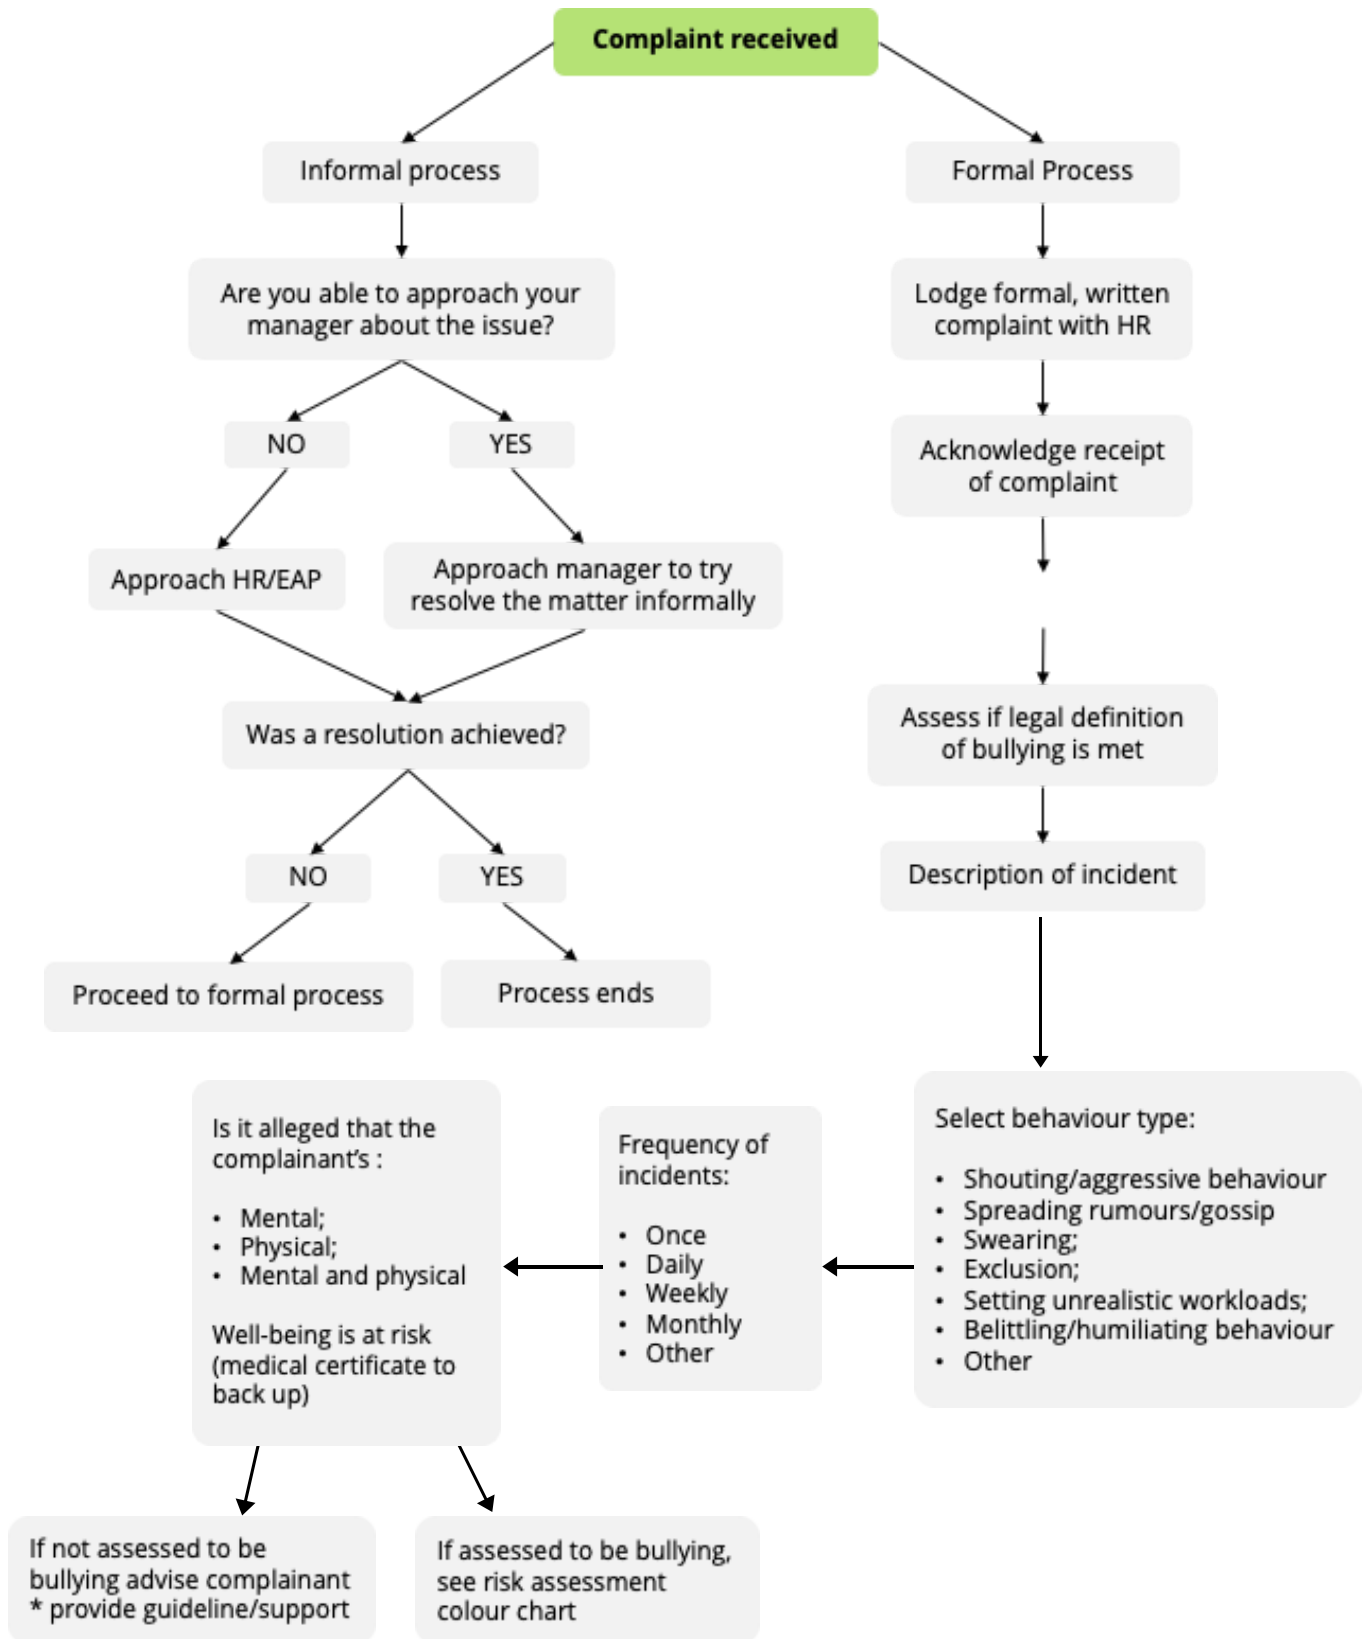 Complaint received
Informal process
Formal Process
Are you able to approach your
manager about the issue?
Lodge formal, written
complaint with HR
NO
YES
Acknowledge receipt
of complaint
Approach HR/EAP
Approach manager to try
resolve the matter informally
Was a resolution achieved?
Assess if legal definition
of bullying is met
NO
YES
Description of incident
Proceed to formal process
Process ends
Select behaviour type:
• Shouting/aggressive behaviour
• Spreading rumours/gossip
• Swearing;
• Exclusion;
• Setting unrealistic workloads;
• Belittling/humiliating behaviour
• Other
Frequency of
incidents:
• Once
• Daily
• Weekly
• Monthly
• Other
Is it alleged that the
complainant’s :
• Mental;
• Physical;
• Mental and physical
Well-being is at risk
(medical certificate to
back up)
If not assessed to be
bullying advise complainant
* provide guideline/support
If assessed to be bullying,
see risk assessment
colour chart